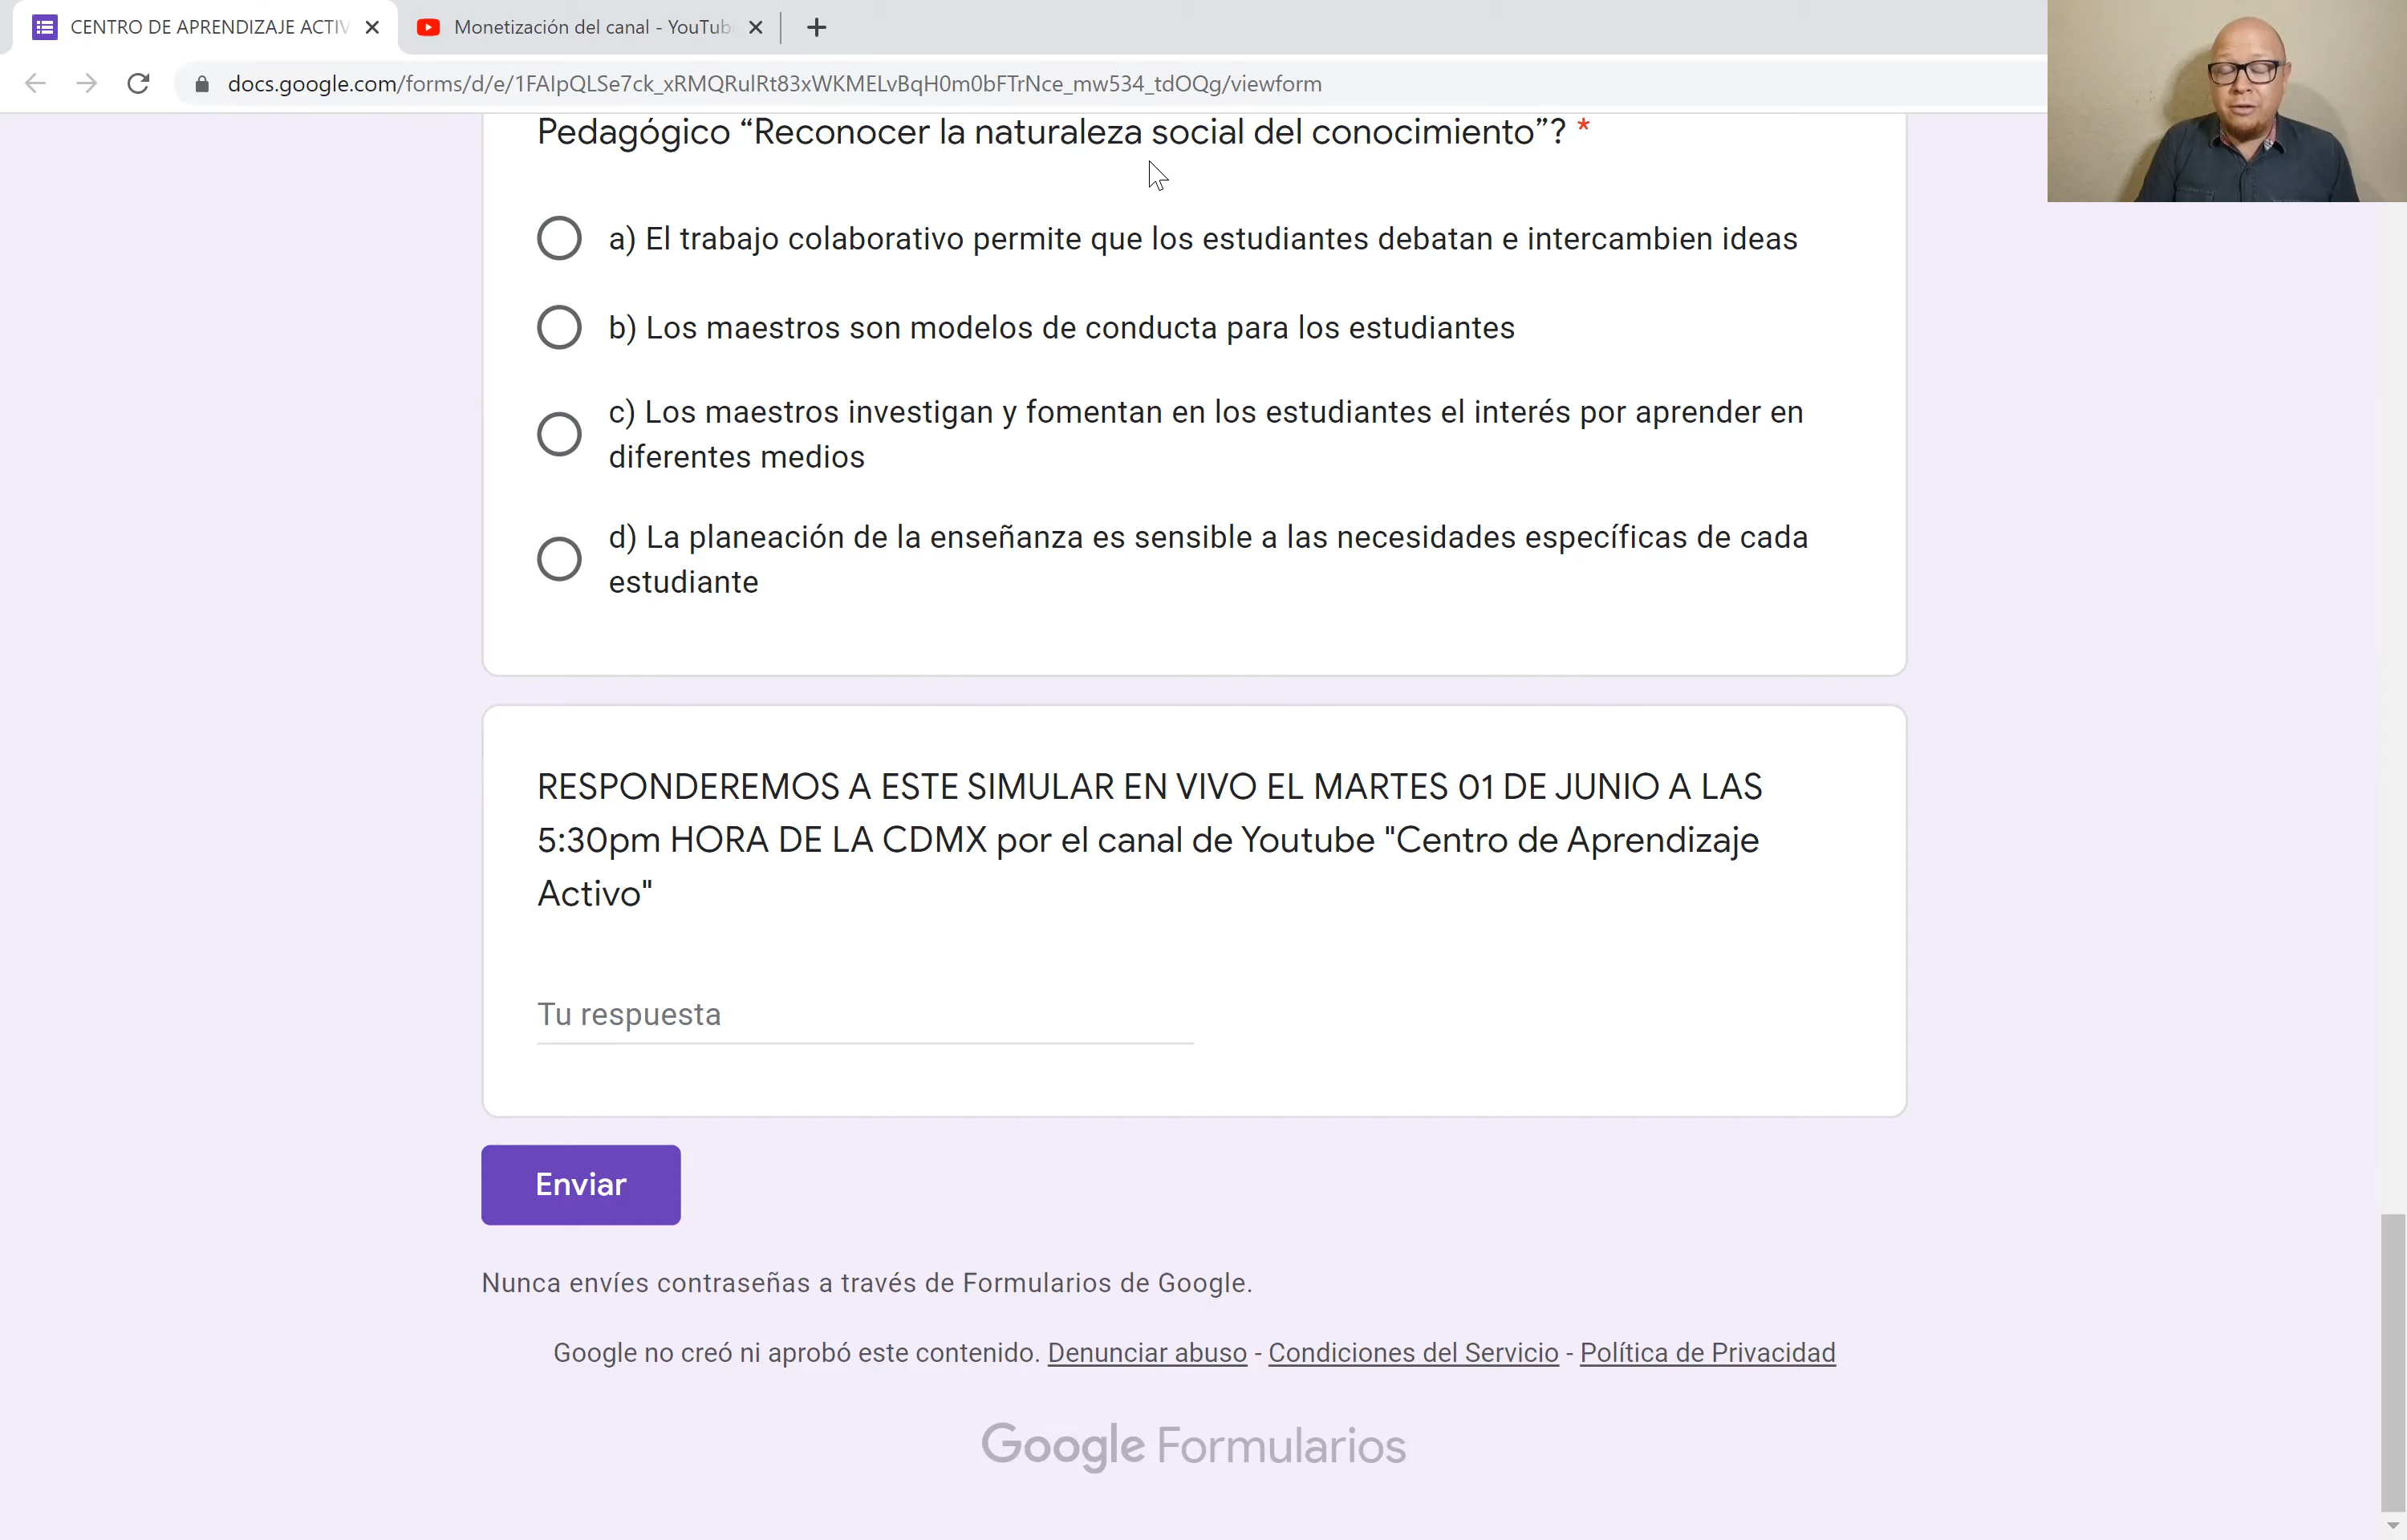 CENTRO DE APRENDIZAJE ACTIV
Monetización del canal - YouTub
docs.google.com/forms/d/e/1FAIpQLSe7ck_xRMQRulRt83xWKMELvBqH0m0bFTrNce_mw534_tdOQg/viewform
Pedagógico “Reconocer la naturaleza social del conocimiento”? *
a) El trabajo colaborativo permite que los estudiantes debatan e intercambien ideas
b) Los maestros son modelos de conducta para los estudiantes
c) Los maestros investigan y fomentan en los estudiantes el interés por aprender en
diferentes medios
d) La planeación de la enseñanza es sensible a las necesidades específicas de cada
estudiante
RESPONDEREMOS A ESTE SIMULAR EN VIVO EL MARTES 01 DE JUNIO A LAS
5:30pm HORA DE LA CDMX por el canal de Youtube "Centro de Aprendizaje
Activo"
Tu respuesta
Enviar
Nunca envíes contraseñas a través de Formularios de Google.
Google no creó ni aprobó este contenido. Denunciar abuso - Condiciones del Servicio - Política de Privacidad
Google Formularios